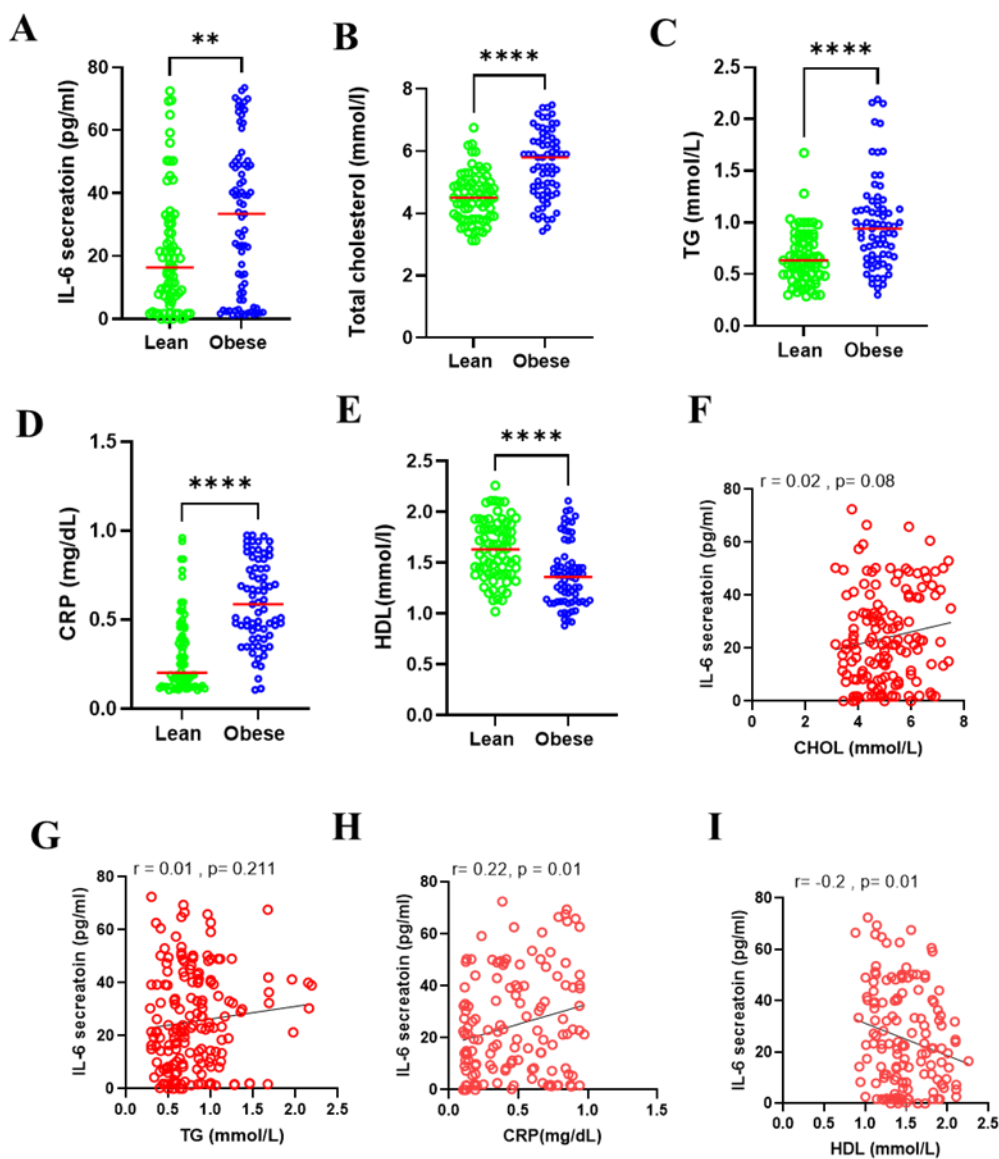 A
**
IL-6 secreatoin (pg/ml)
80
60
40
20
0
Lean Obese
B
****
Total cholesterol (mmol/l)
8
6
4
2
0
Lean Obese
C
****
TG (mmol/L)
2.5
2.0
1.5
1.0
0.5
0.0
Lean Obese
D
****
CRP (mg/dL)
1.5
1.0
0.5
0.0
Lean Obese
E
****
HDL(mmol/l)
2.5
2.0
1.5
1.0
0.5
0.0
Lean Obese
F
r = 0.02 , p= 0.08
IL-6 secreatoin (pg/ml)
80
60
40
20
0
0 2 4 6 8
CHOL (mmol/L)
G
r = 0.01 , p= 0.211
IL-6 secreatoin (pg/ml)
80
60
40
20
0
0.0 0.5 1.0 1.5 2.0 2.5
TG (mmol/L)
H
r= 0.22, p= 0.01
IL-6 secreatoin (pg/ml)
80
60
40
20
0
0.0 0.5 1.0 1.5
CRP(mg/dL)
I
r= -0.2 , p= 0.01
IL-6 secreatoin (pg/ml)
80
60
40
20
0
0.0 0.5 1.0 1.5 2.0 2.5
HDL (mmol/L)